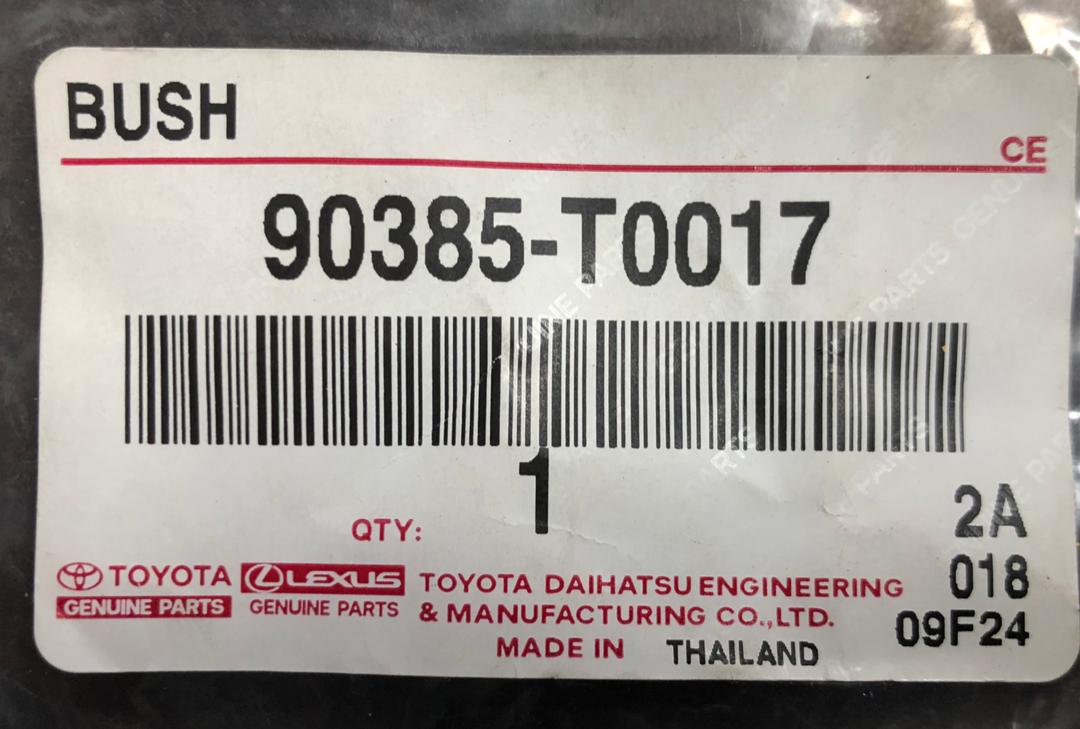 BUSH
CE
90385-T0017
1
QTY:
2A
TOYOTA LEXUS TOYOTA DAIHATSU ENGINEERING 018
GENUINE PARTS GENUINE PARTS & MANUFACTURING CO.,LTD. 09F24
MADE IN THAILAND